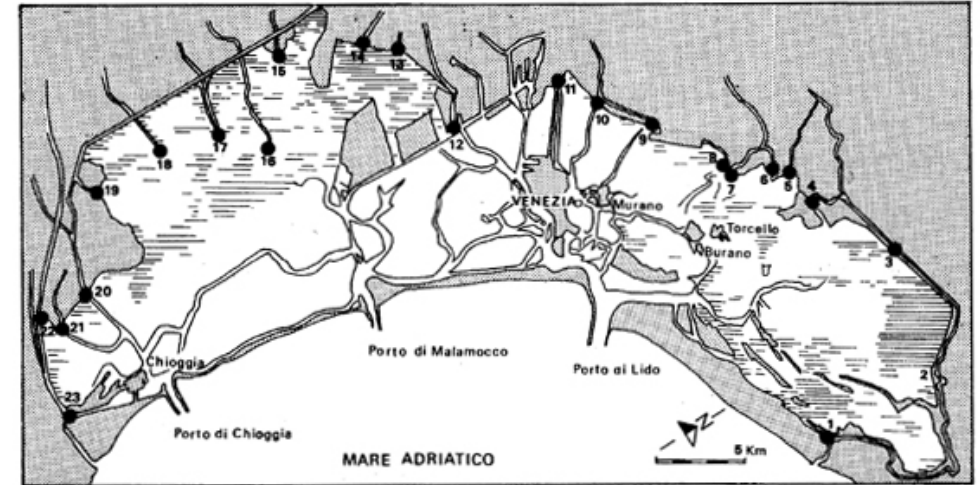 15
14
13
11
10
9
12
18
17
16
8
7
6
5
4
19
VENEZIA
Murano
Torcello
Burano
3
20
22
21
Chioggia
Porto di Malamocco
Porto di Lido
2
23
Porto di Chioggia
N
1
5 Km
MARE ADRIATICO